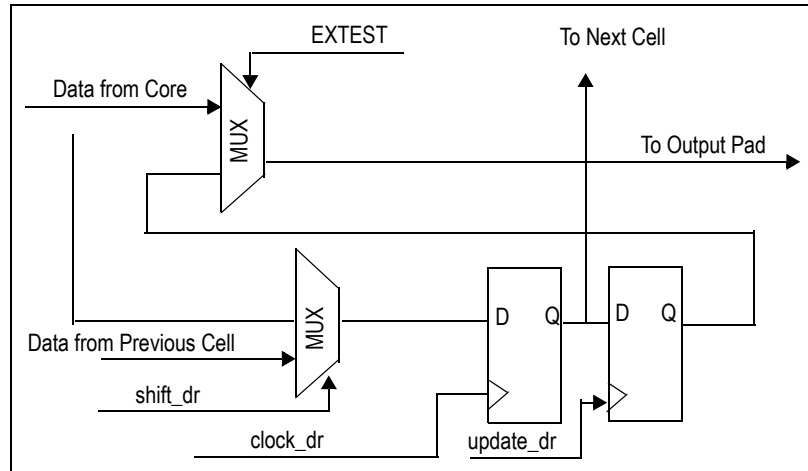 EXTEST
To Next Cell
Data from Core
MUX
To Output Pad
MUX
D
Q
D
Q
Data from Previous Cell
shift_dr
clock_dr
update_dr